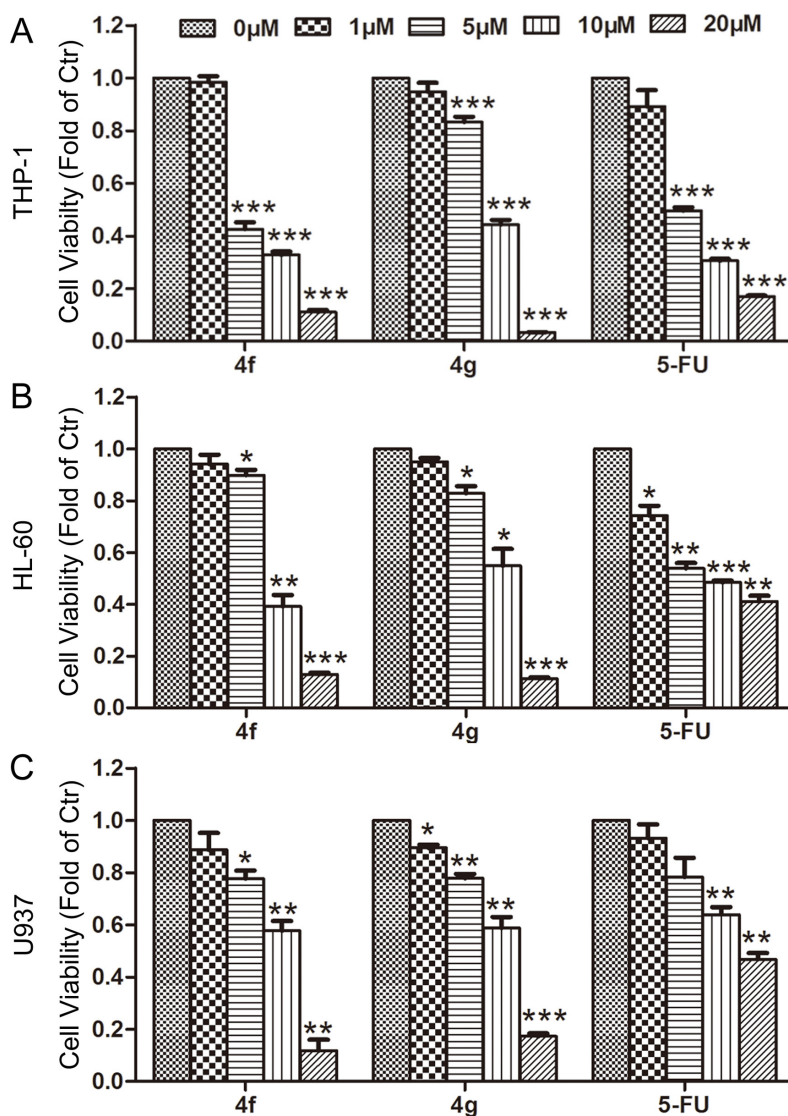 A
0μM 1μM 5μM 10μM 20μM
THP-1
Cell Viabilty (Fold of Ctr)
1.2
1.0
0.8
0.6
0.4
0.2
0.0
*** *** ***
*** *** ***
*** *** ***
4f 4g 5-FU
B
HL-60
Cell Viability (Fold of Ctr)
1.2
1.0
0.8
0.6
0.4
0.2
0.0
* ** ***
* * ***
* ** *** **
4f 4g 5-FU
C
U937
Cell Viability (Fold of Ctr)
1.2
1.0
0.8
0.6
0.4
0.2
0.0
* ** **
* ** ** ***
** **
4f 4g 5-FU